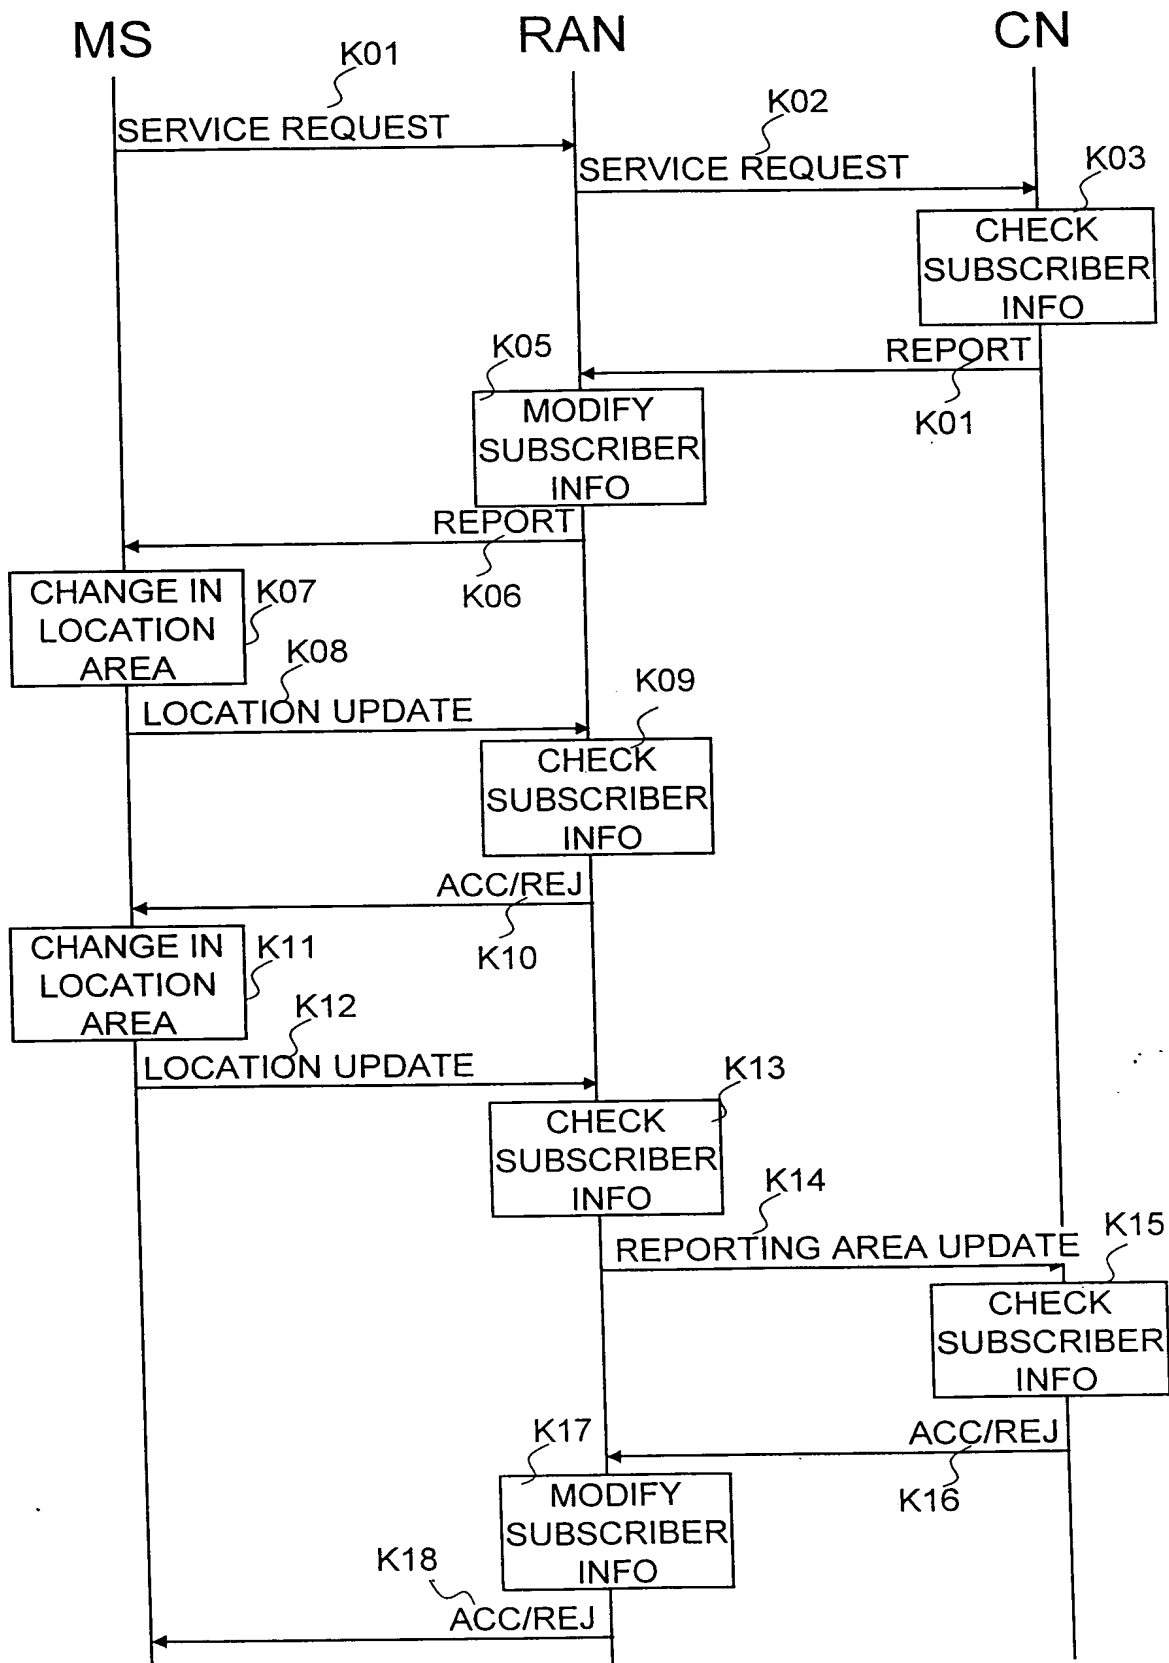 MS
RAN
CN
K01
SERVICE REQUEST
K02
SERVICE REQUEST
K03
CHECK
SUBSCRIBER
INFO
REPORT
K01
K05
MODIFY
SUBSCRIBER
INFO
REPORT
K06
CHANGE IN
LOCATION
AREA
K07
K08
LOCATION UPDATE
K09
CHECK
SUBSCRIBER
INFO
ACC/REJ
K10
CHANGE IN
LOCATION
AREA
K11
K12
LOCATION UPDATE
K13
CHECK
SUBSCRIBER
INFO
K14
REPORTING AREA UPDATE
K15
CHECK
SUBSCRIBER
INFO
ACC/REJ
K16
K17
MODIFY
SUBSCRIBER
INFO
K18
ACC/REJ